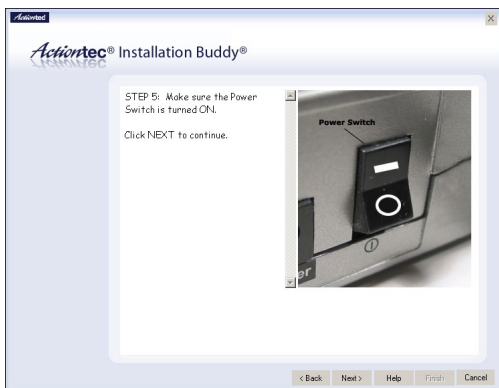 Actiontec
Actiontec® Installation Buddy®
STEP 5: Make sure the Power
Switch is turned ON.
Click NEXT to continue.
Power Switch
er
< Back Next > Help Finish Cancel